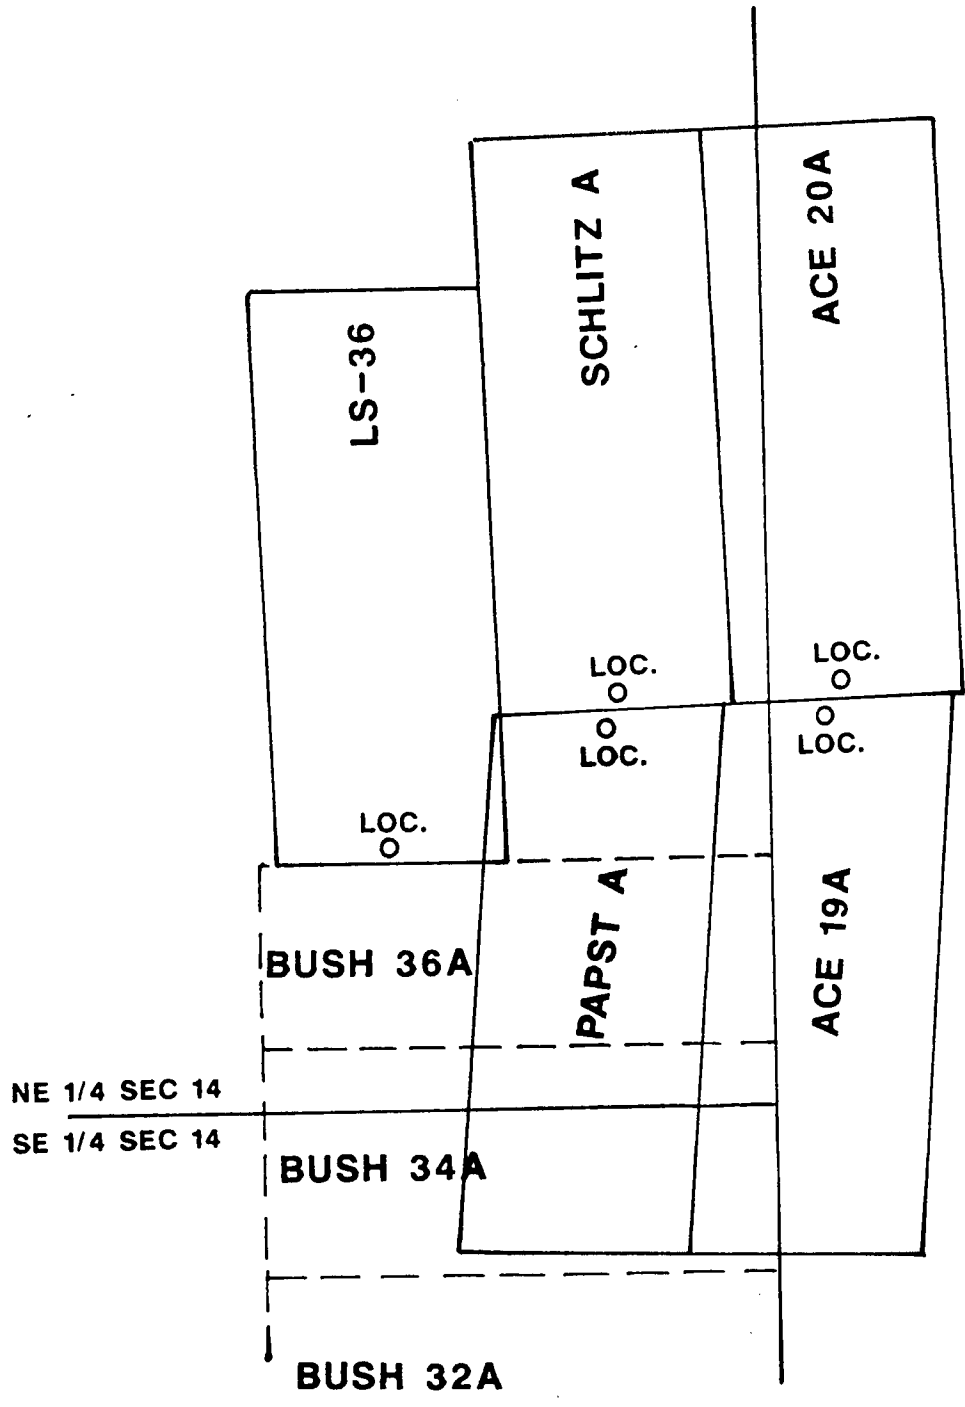 ACE 20A
SCHLITZ A
LS-36
LOC.
LOC.
LOC.
LOC.
LOC.
PAPST A
ACE 19A
BUSH 36A
NE 1/4 SEC 14
SE 1/4 SEC 14
BUSH 34A
BUSH 32A